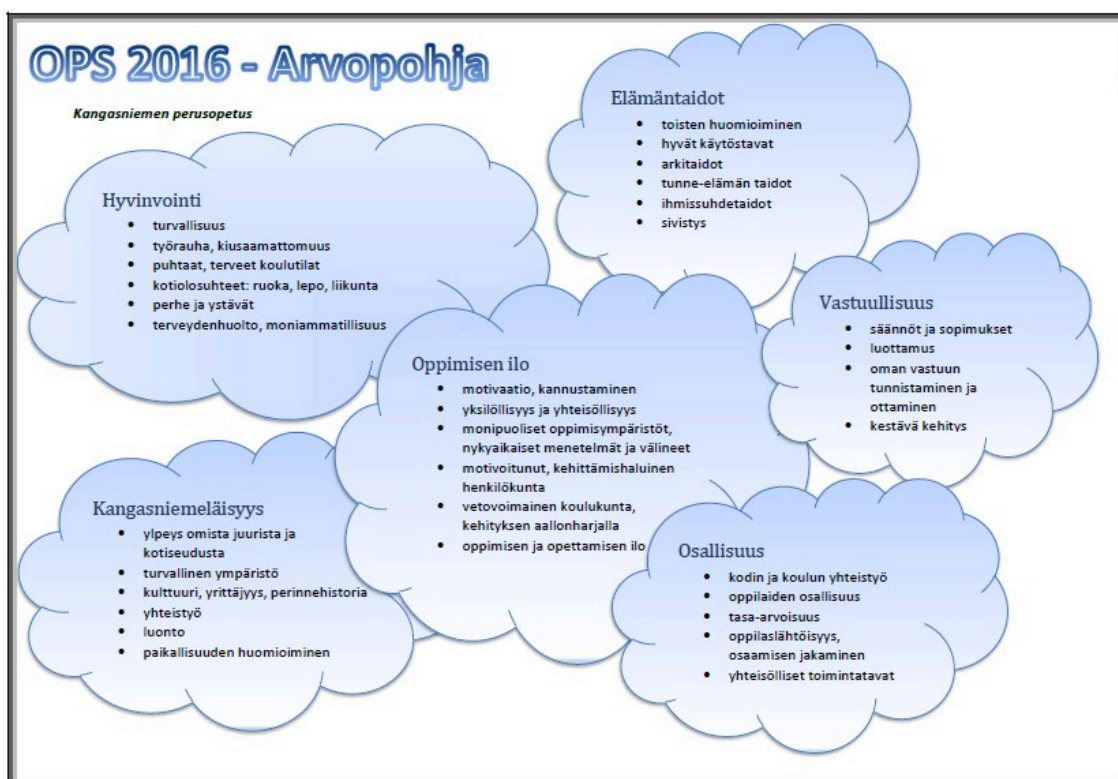 OPS 2016 - Arvopohja
Kangasniemen perusopetus
Hyvinvointi
• turvallisuus
• työrauha, kiusaamattomuus
• puhtaat, terveet koulutilat
• kotiolosuhteet: ruoka, lepo, liikunta
• perhe ja ystävät
• terveydenhuolto, moniammatillisuus
Elämäntaidot
• toisten huomioiminen
• hyvät käytöstavat
• arkitaidot
• tunne-elämän taidot
• ihmissuhdetaidot
• sivistys
Oppimisen ilo
• motivaatio, kannustaminen
• yksilöllisyys ja yhteisöllisyys
• monipuoliset oppimisympäristöt,
nykyaikaiset menetelmät ja välineet
• motivoitunut, kehittämishaluinen
henkilökunta
• vetovoimainen koulukunta,
kehityksen aallonharjalla
• oppimisen ja opettamisen ilo
Vastuullisuus
• säännöt ja sopimukset
• luottamus
• oman vastuun
tunnistaminen ja
ottaminen
• kestävä kehitys
Kangasniemeläisyys
• ylpeys omista juurista ja
kotiseudusta
• turvallinen ympäristö
• kulttuuri, yrittäjyys, perinnehistoria
• yhteistyö
• luonto
• paikallisuuden huomioiminen
Osallisuus
• kodin ja koulun yhteistyö
• oppilaiden osallisuus
• tasa-arvoisuus
• oppilaslähtöisyys,
osaamisen jakaminen
• yhteisölliset toimintatavat